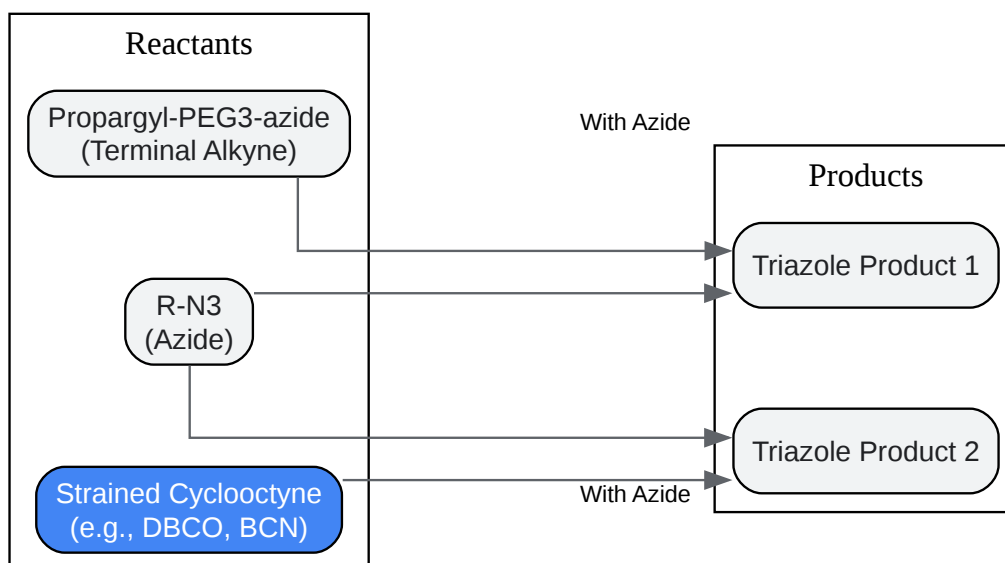 Reactants
Propargyl-PEG3-azide
(Terminal Alkyne)
With Azide
Products
Triazole Product 1
R-N3
(Azide)
Triazole Product 2
Strained Cyclooctyne
(e.g., DBCO, BCN)
With Azide